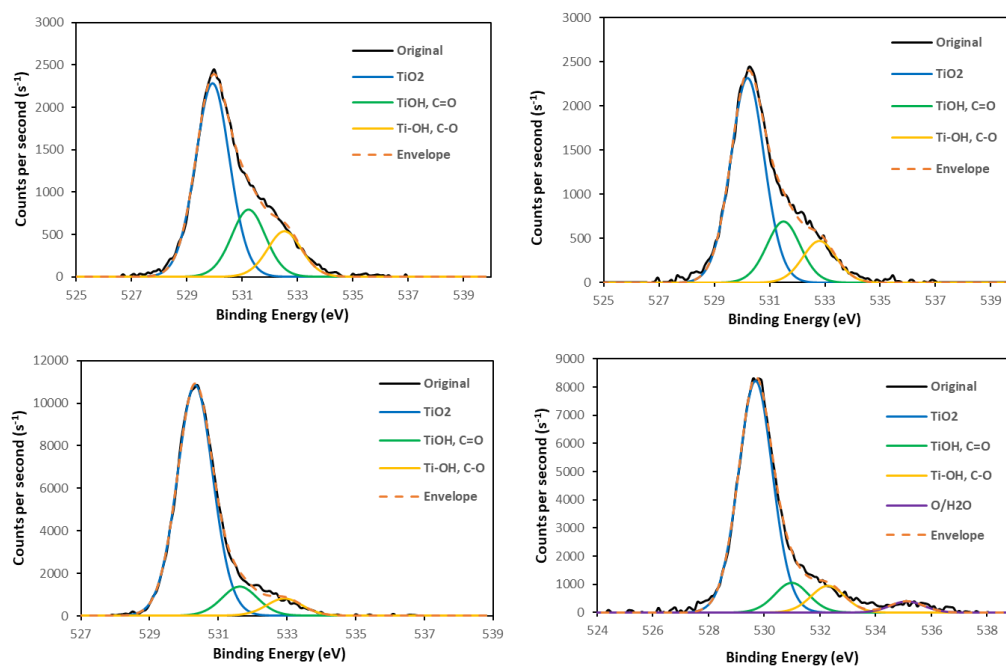 3000
2500
2000
1500
1000
500
0
Counts per second (s-1)
Original
TiO2
TiOH, C=O
Ti-OH, C-O
Envelope
525 527 529 531 533 535 537 539
Binding Energy (eV)
3000
2500
2000
1500
1000
500
0
Counts per second (s-1)
Original
TiO2
TiOH, C=O
Ti-OH, C-O
Envelope
525 527 529 531 533 535 537 539
Binding Energy (eV)
12000
10000
8000
6000
4000
2000
0
Counts per second (s-1)
Original
TiO2
TiOH, C=O
Ti-OH, C-O
Envelope
527 529 531 533 535 537 539
Binding Energy (eV)
9000
8000
7000
6000
5000
4000
3000
2000
1000
0
Counts per second (s-1)
Original
TiO2
TiOH, C=O
Ti-OH, C-O
O/H2O
Envelope
524 526 528 530 532 534 536 538
Binding Energy (eV)